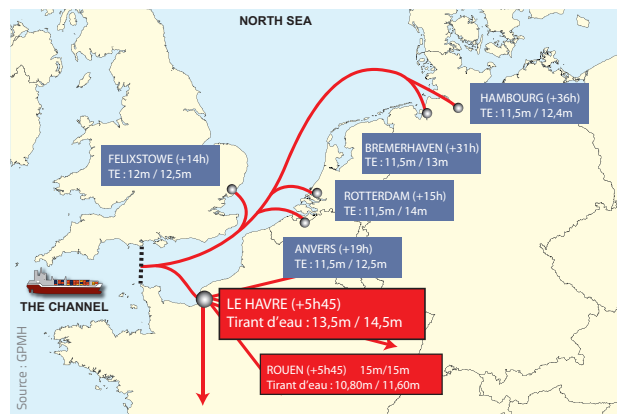 NORTH SEA
HAMBOURG (+36h)
TE : 11,5m / 12,4m
BREMERHAVEN (+31h)
TE : 11,5m / 13m
FELIXSTOWE (+14h)
TE : 12m / 12,5m
ROTTERDAM (+15h)
TE : 11,5m / 14m
ANVERS (+19h)
TE : 11,5m / 12,5m
THE CHANNEL
LE HAVRE (+5h45)
Tirant d'eau : 13,5m / 14,5m
ROUEN (+5h45) 15m/15m
Tirant d'eau : 10,80m / 11,60m
Source : GPMH